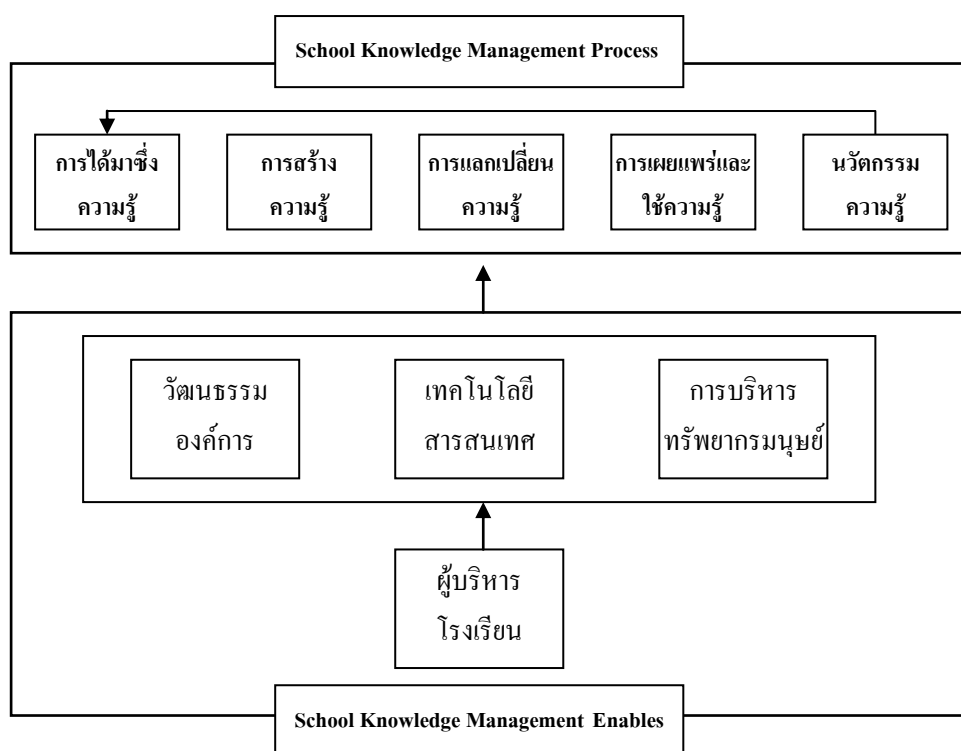 School Knowledge Management Process
การได้มาซึ่ง
ความรู้
การสร้าง
ความรู้
การแลกเปลี่ยน
ความรู้
การเผยแพร่และ
ใช้ความรู้
นวัตกรรม
ความรู้
วัฒนธรรม
องค์การ
เทคโนโลยี
สารสนเทศ
การบริหาร
ทรัพยากรมนุษย์
ผู้บริหาร
โรงเรียน
School Knowledge Management Enables